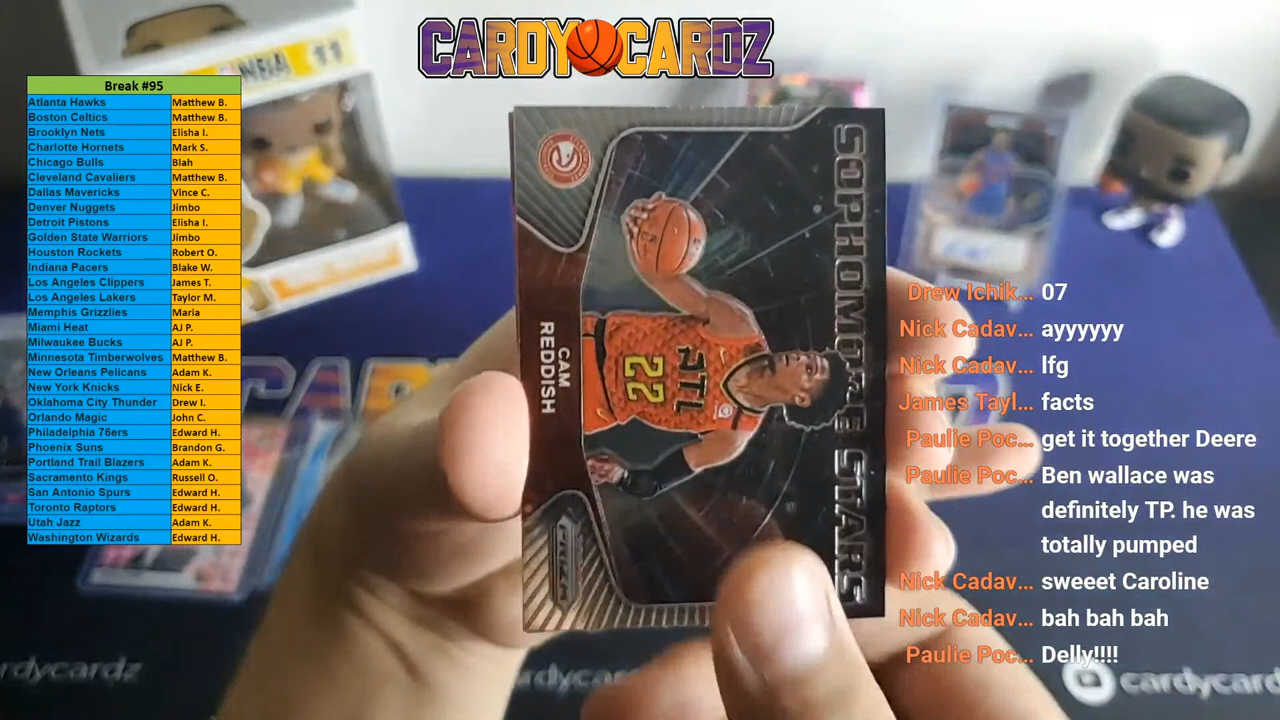 CARDY CARDZ
NBA 11
Break #95
Atlanta Hawks Matthew B.
Boston Celtics Matthew B.
Brooklyn Nets Elisha I.
Charlotte Hornets Mark S.
Chicago Bulls Blah
Cleveland Cavaliers Matthew B.
Dallas Mavericks Vince C.
Denver Nuggets Jimbo
Detroit Pistons Elisha I.
Golden State Warriors Jimbo
Houston Rockets Robert O.
Indiana Pacers Blake W.
Los Angeles Clippers James T.
Los Angeles Lakers Taylor M.
Memphis Grizzlies Maria
Miami Heat AJ P.
Milwaukee Bucks AJ P.
Minnesota Timberwolves Matthew B.
New Orleans Pelicans Adam K.
New York Knicks Nick E.
Oklahoma City Thunder Drew I.
Orlando Magic John C.
Philadelphia 76ers Edward H.
Phoenix Suns Brandon G.
Portland Trail Blazers Adam K.
Sacramento Kings Russell O.
San Antonio Spurs Edward H.
Toronto Raptors Edward H.
Utah Jazz Adam K.
Washington Wizards Edward H.
SOPHOMORE STARS
ATL
22
CAM
REDDISH
PRIZM
Drew Ichik... 07
Nick Cadav... ayyyyyy
Nick Cadav... lfg
James Tayl... facts
Paulie Poc... get it together Deere
Paulie Poc... Ben wallace was
definitely TP. he was
totally pumped
Nick Cadav... sweeet Caroline
Nick Cadav... bah bah bah
Paulie Poc... Delly!!!!
rdycardz
cardycard